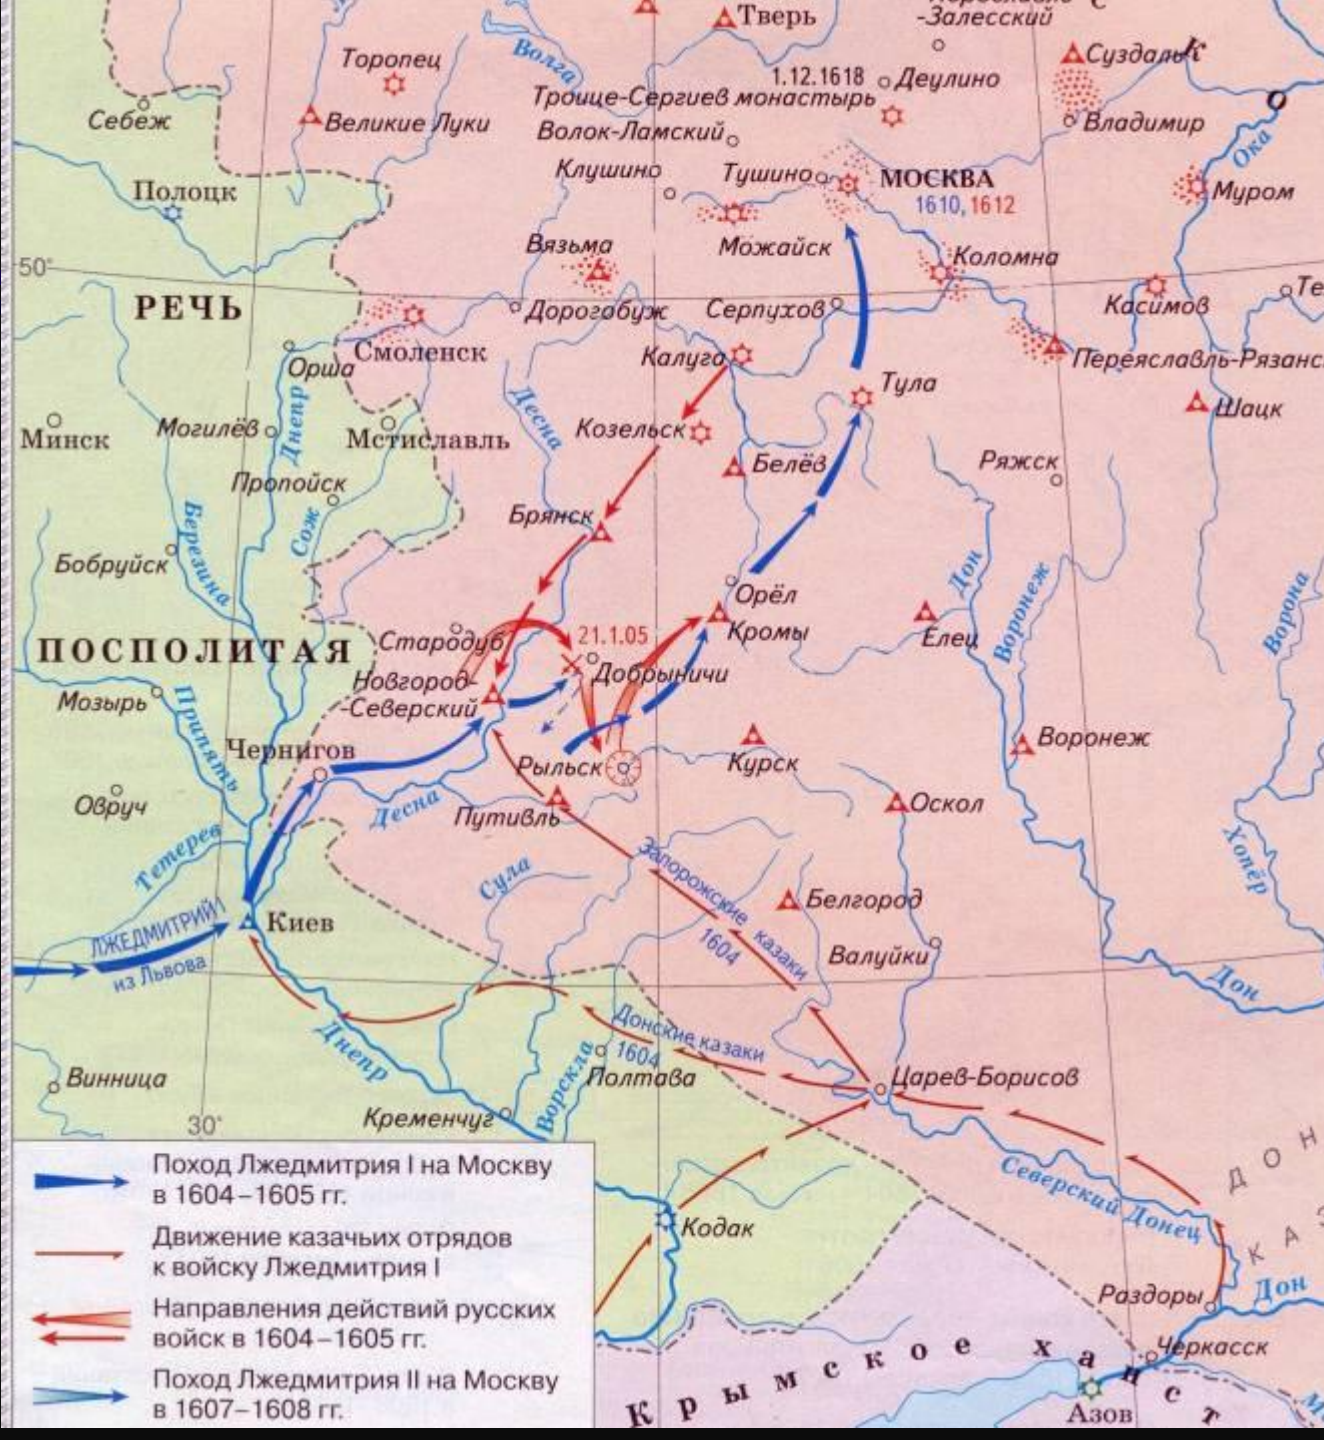 Тверь
-Залесский
Торопец
Волга
1.12.1618
Деулино
Суздаль
К
О
Себеж
Великие Луки
Троице-Сергиев монастырь
Волок-Ламский
Владимир
Ока
Клушино
Тушино
МОСКВА
1610, 1612
Полоцк
Муром
Можайск
Вязьма
Коломна
50°
РЕЧЬ
Дорогобуж
Серпухов
Касимов
Те
Смоленск
Калуга
Переяславль-Рязанс
Орша
Тула
Шацк
Минск
Могилёв
Днепр
Мстиславль
Десна
Козельск
Белёв
Ряжск
Пропойск
Брянск
Березина
Сож
Бобруйск
Дон
Воронеж
Ворона
Орёл
Кромы
Елец
ПОСПОЛИТАЯ
Стародуб
21.1.05
Добрыничи
Новгород-
-Северский
Мозырь
Припять
Чернигов
Рыльск
Курск
Воронеж
Овруч
Десна
Путивль
Оскол
Тетерев
Хопёр
Сула
Запорожские казаки
1604
Белгород
ЛЖЕДМИТРИЙ I
из Львова
Киев
Валуйки
Дон
Днепр
Донские казаки
1604
Ворскла
Полтава
Царев-Борисов
Винница
Кременчуг
30°
Северский Донец
Д О Н
К А З
Кодак
Раздоры
Дон
Черкасск
Крымское ханст
Азов
Поход Лжедмитрия I на Москву
в 1604–1605 гг.
Движение казачьих отрядов
к войску Лжедмитрия I
Направления действий русских
войск в 1604–1605 гг.
Поход Лжедмитрия II на Москву
в 1607–1608 гг.